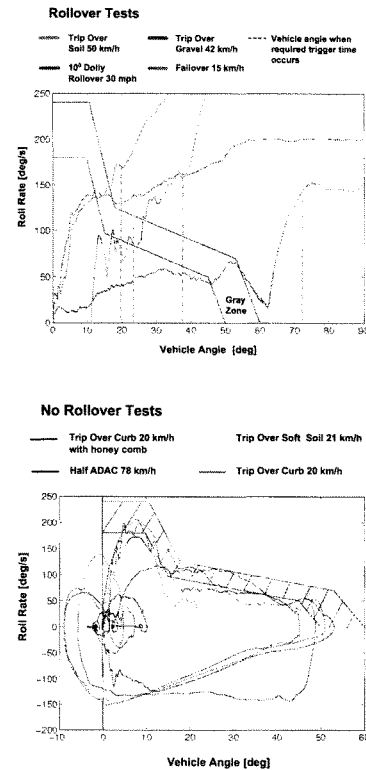 Rollover Tests
Trip Over Soil 50 km/h
Trip Over Gravel 42 km/h
Vehicle angle when required trigger time occurs
10⁰ Dolly Rollover 30 mph
Failover 15 km/h
250
200
150
100
50
0
Roll Rate [deg/s]
Gray Zone
0 10 20 30 40 50 60 70 80 90
Vehicle Angle [deg]
No Rollover Tests
Trip Over Curb 20 km/h with honey comb
Trip Over Soft Soil 21 km/h
Half ADAC 78 km/h
Trip Over Curb 20 km/h
250
200
150
100
50
0
-50
-100
-150
-200
Roll Rate [deg/s]
-10 0 10 20 30 40 50 60
Vehicle Angle [deg]